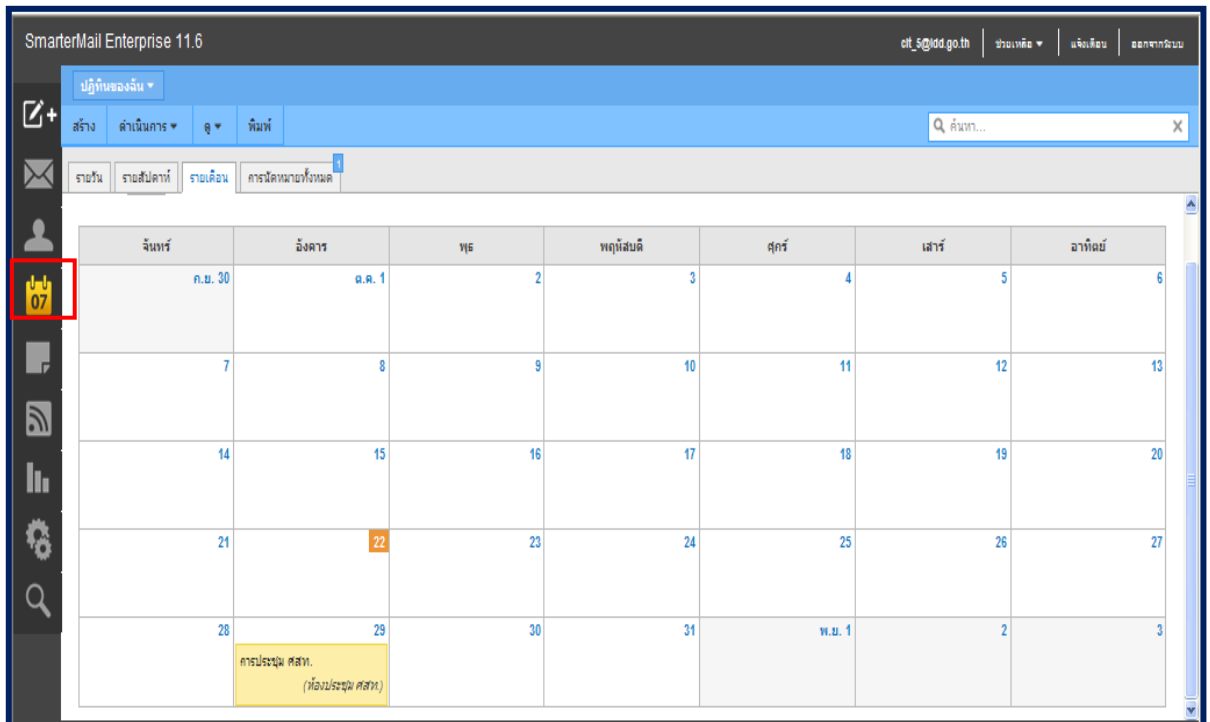 SmarterMail Enterprise 11.6
cit_5@ldd.go.th ช่วยเหลือ แจ้งเตือน ออกจากระบบ
ปฏิทินของฉัน
สร้าง ดำเนินการ ดู พิมพ์ ค้นหา...
รายวัน รายสัปดาห์ รายเดือน การนัดหมายทั้งหมด 1
จันทร์ อังคาร พุธ พฤหัสบดี ศุกร์ เสาร์ อาทิตย์
ก.ย. 30 ต.ค. 1 2 3 4 5 6
07
7 8 9 10 11 12 13
14 15 16 17 18 19 20
21 22 23 24 25 26 27
28 29 30 31 พ.ย. 1 2 3
การประชุม ศสท.
(ห้องประชุม ศสท.)